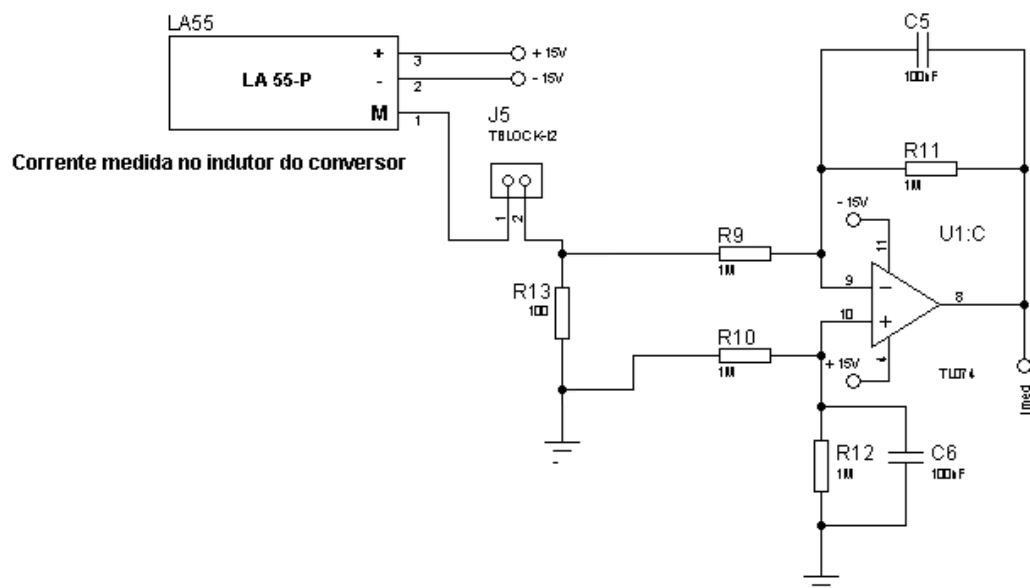 LA55
LA 55-P
+
3
+ 15V
-
2
- 15V
M
1
Corrente medida no indutor do conversor
J5
TBLOCK-I2
1
2
R13
100
R9
1M
R10
1M
C5
100nF
R11
1M
- 15V
11
U1:C
9
8
10
+ 15V
4
TL074
Imed
R12
1M
C6
100nF